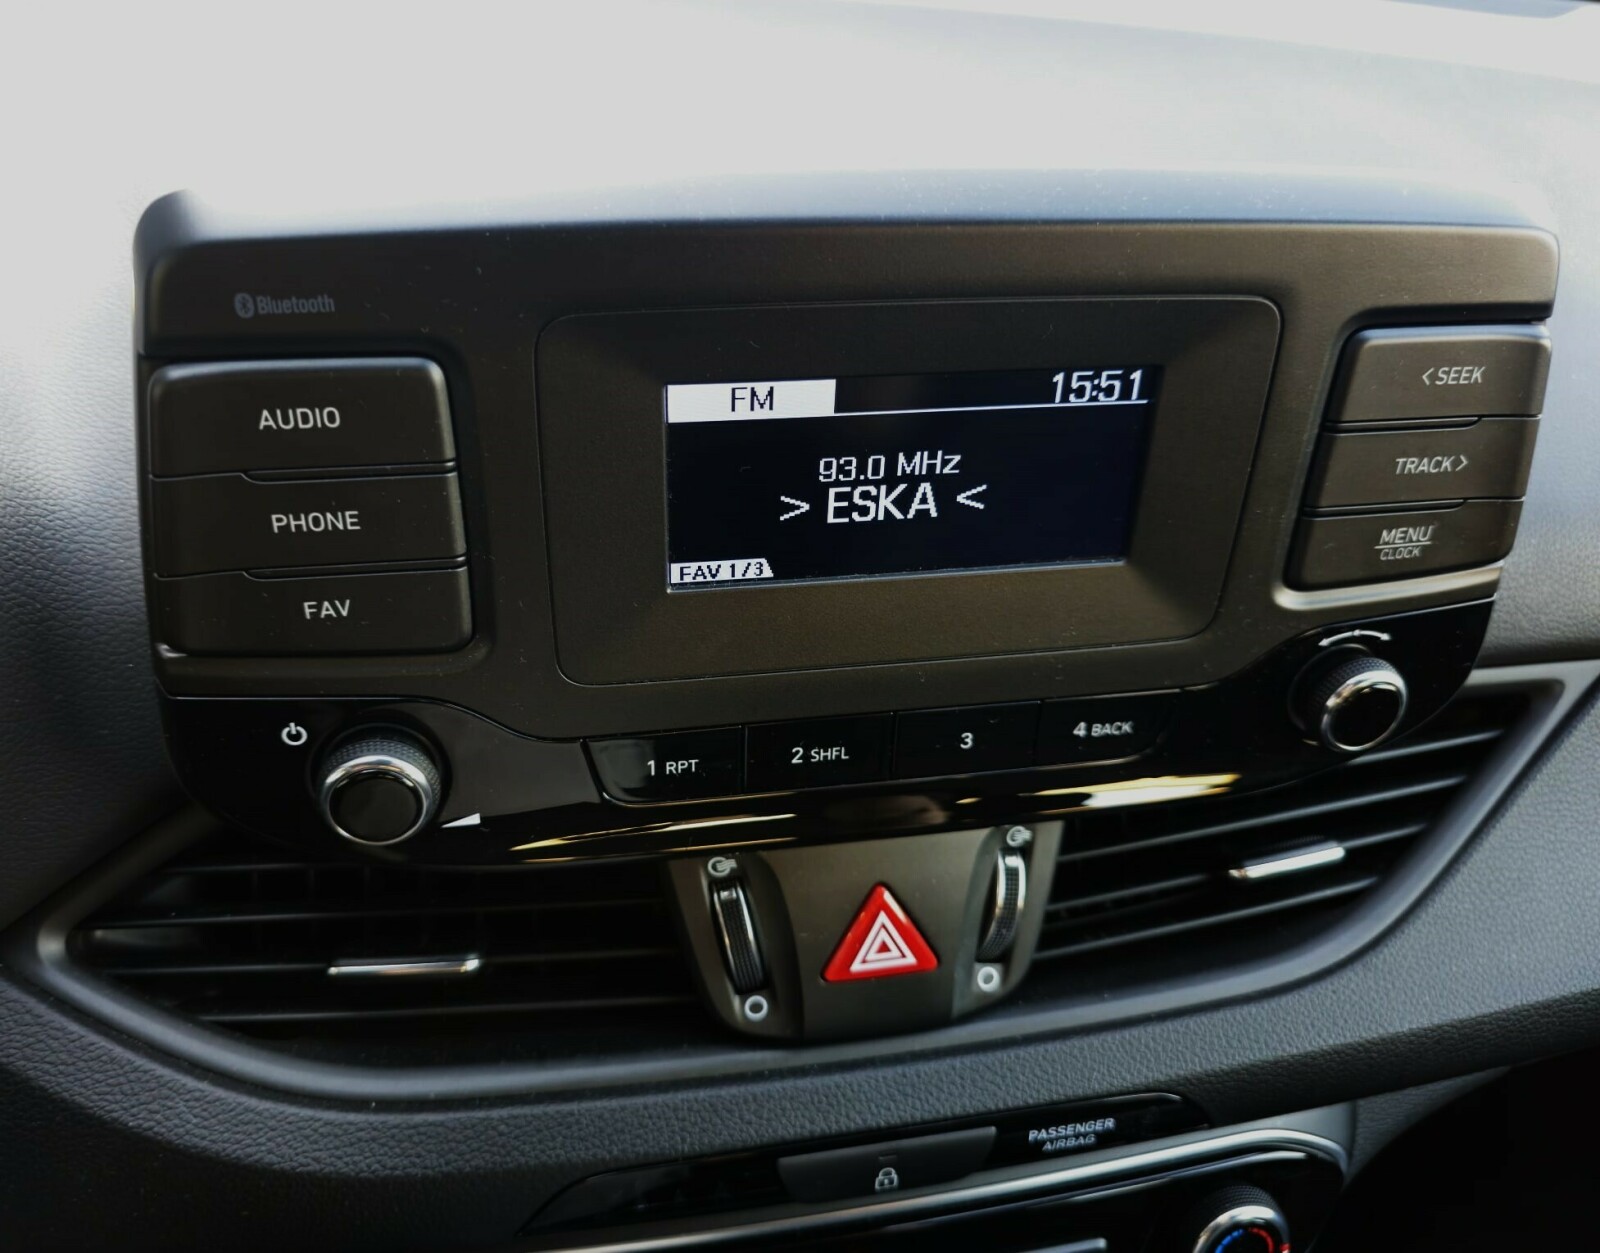 Bluetooth
AUDIO
PHONE
FAV
FM 15:51
93.0 MHz
> ESKA <
FAV 1/3
<SEEK
TRACK>
MENU
CLOCK
1 RPT 2 SHFL 3 4 BACK
PASSENGER
AIRBAG